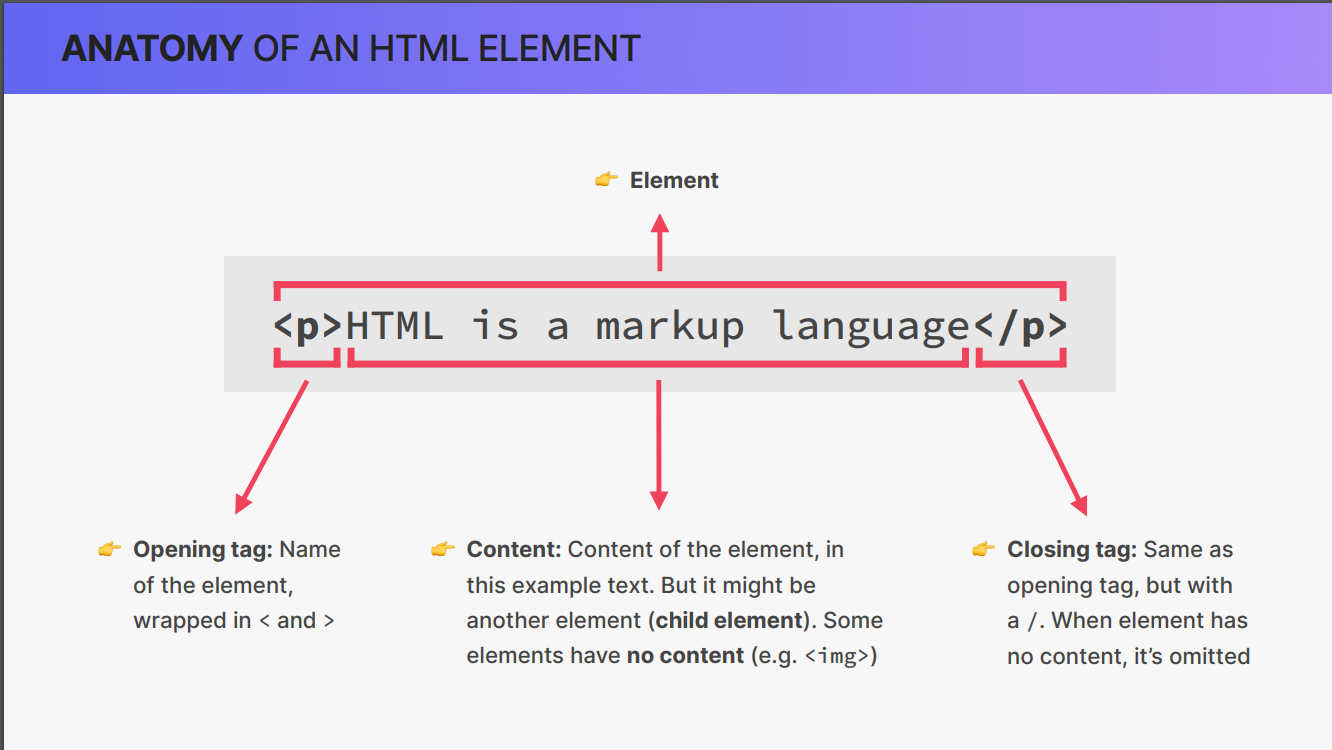 ANATOMY OF AN HTML ELEMENT
👉 Element
<p>HTML is a markup language</p>
👉 Opening tag: Name
of the element,
wrapped in < and >
👉 Content: Content of the element, in
this example text. But it might be
another element (child element). Some
elements have no content (e.g. <img>)
👉 Closing tag: Same as
opening tag, but with
a /. When element has
no content, it’s omitted